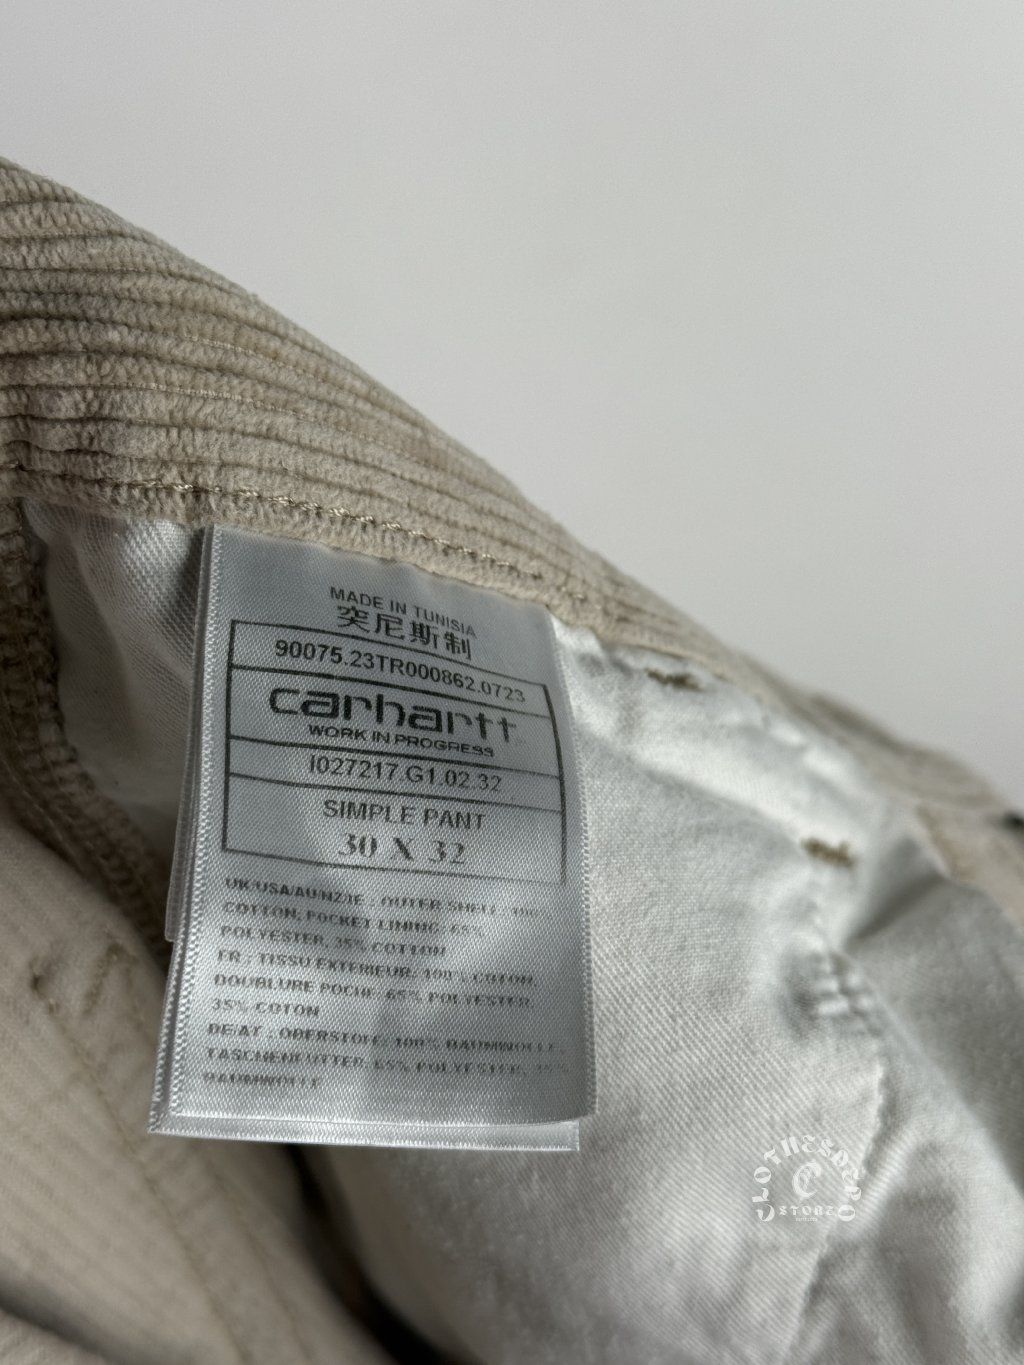 MADE IN TUNISIA
突尼斯制
90075.23TR000862.0723
carhartt
WORK IN PROGRESS
I027217.G1.02.32
SIMPLE PANT
30 X 32
UK/USA/AU/NZ/IE : OUTER SHELL: 100%
COTTON; POCKET LINING: 65%
POLYESTER, 35% COTTON
FR : TISSU EXTERIEUR: 100% COTON,
DOUBLURE POCHE: 65% POLYESTER,
35% COTON
DE/AT : OBERSTOFF: 100% BAUMWOLLE,
TASCHENFUTTER: 65% POLYESTER, 35%
BAUMWOLLE
C
STORE